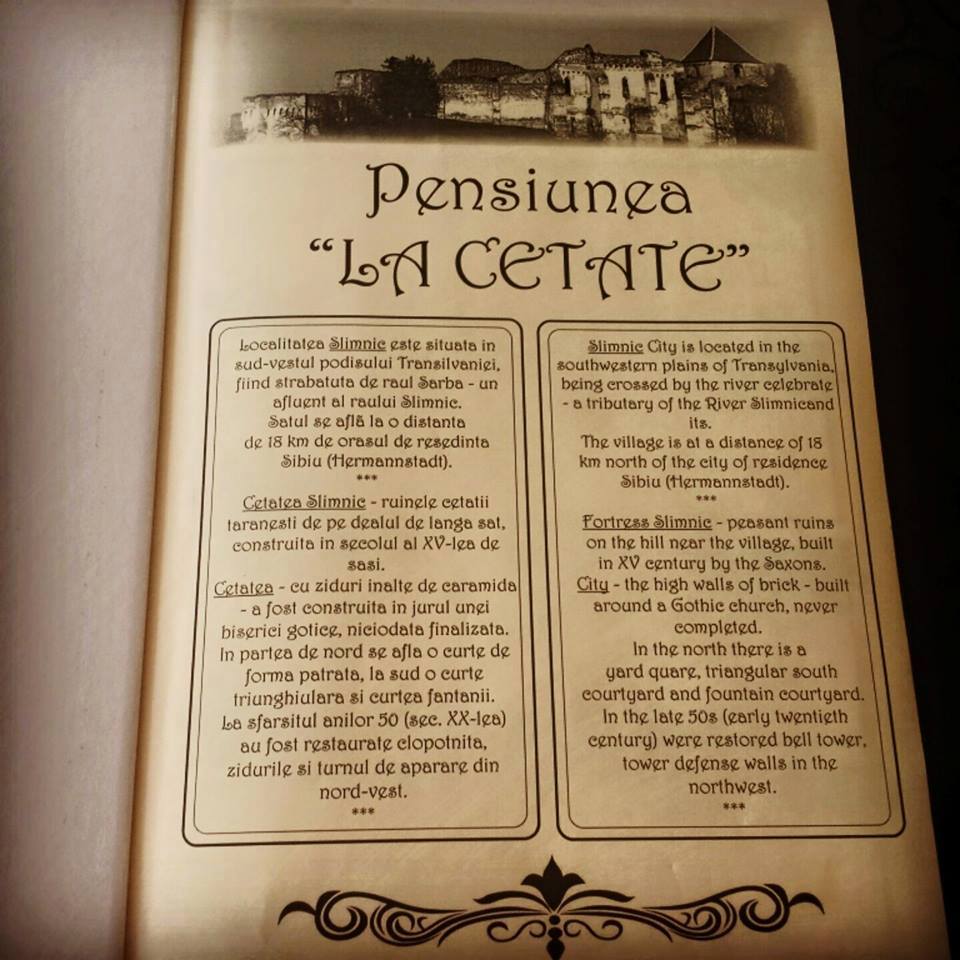 Pensiunea
“LA CETATE”
Localitatea Slimnic este situata in
sud-vestul podisului Transilvaniei,
fiind strabatuta de raul Sarba - un
afluent al raului Slimnic.
Satul se află la o distanta
de 18 km de orasul de resedinta
Sibiu (Hermannstadt).
***
Cetatea Slimnic - ruinele cetatii
taranesti de pe dealul de langa sat,
construita in secolul al XV-lea de
sasi.
Cetatea - cu ziduri inalte de caramida
- a fost construita in jurul unei
biserici gotice, niciodata finalizata.
In partea de nord se afla o curte de
forma patrata, la sud o curte
triunghiulara si curtea fantanii.
La sfarsitul anilor 50 (sec. XX-lea)
au fost restaurate clopotnita,
zidurile si turnul de aparare din
nord-vest.
***
Slimnic City is located in the
southwestern plains of Transylvania,
being crossed by the river celebrate
- a tributary of the River Slimnicand
its.
The village is at a distance of 18
km north of the city of residence
Sibiu (Hermannstadt).
***
Fortress Slimnic - peasant ruins
on the hill near the village, built
in XV century by the Saxons.
City - the high walls of brick - built
around a Gothic church, never
completed.
In the north there is a
yard quare, triangular south
courtyard and fountain courtyard.
In the late 50s (early twentieth
century) were restored bell tower,
tower defense walls in the
northwest.
***